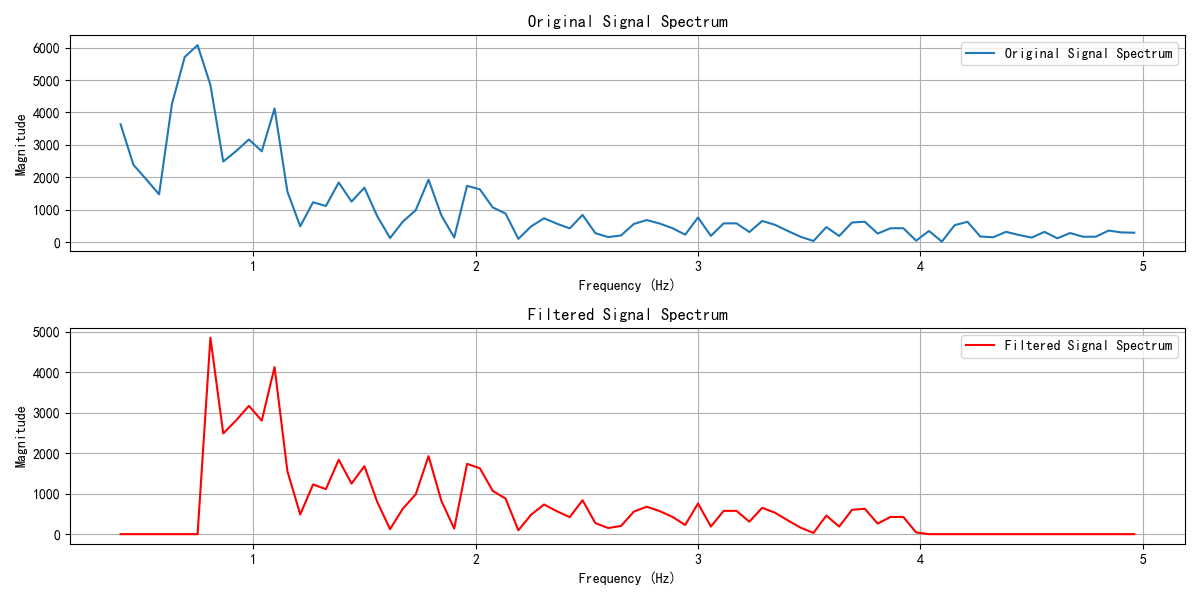 Original Signal Spectrum
Original Signal Spectrum
Magnitude
6000
5000
4000
3000
2000
1000
0
1
2
3
4
5
Frequency (Hz)
Filtered Signal Spectrum
Filtered Signal Spectrum
Magnitude
5000
4000
3000
2000
1000
0
1
2
3
4
5
Frequency (Hz)